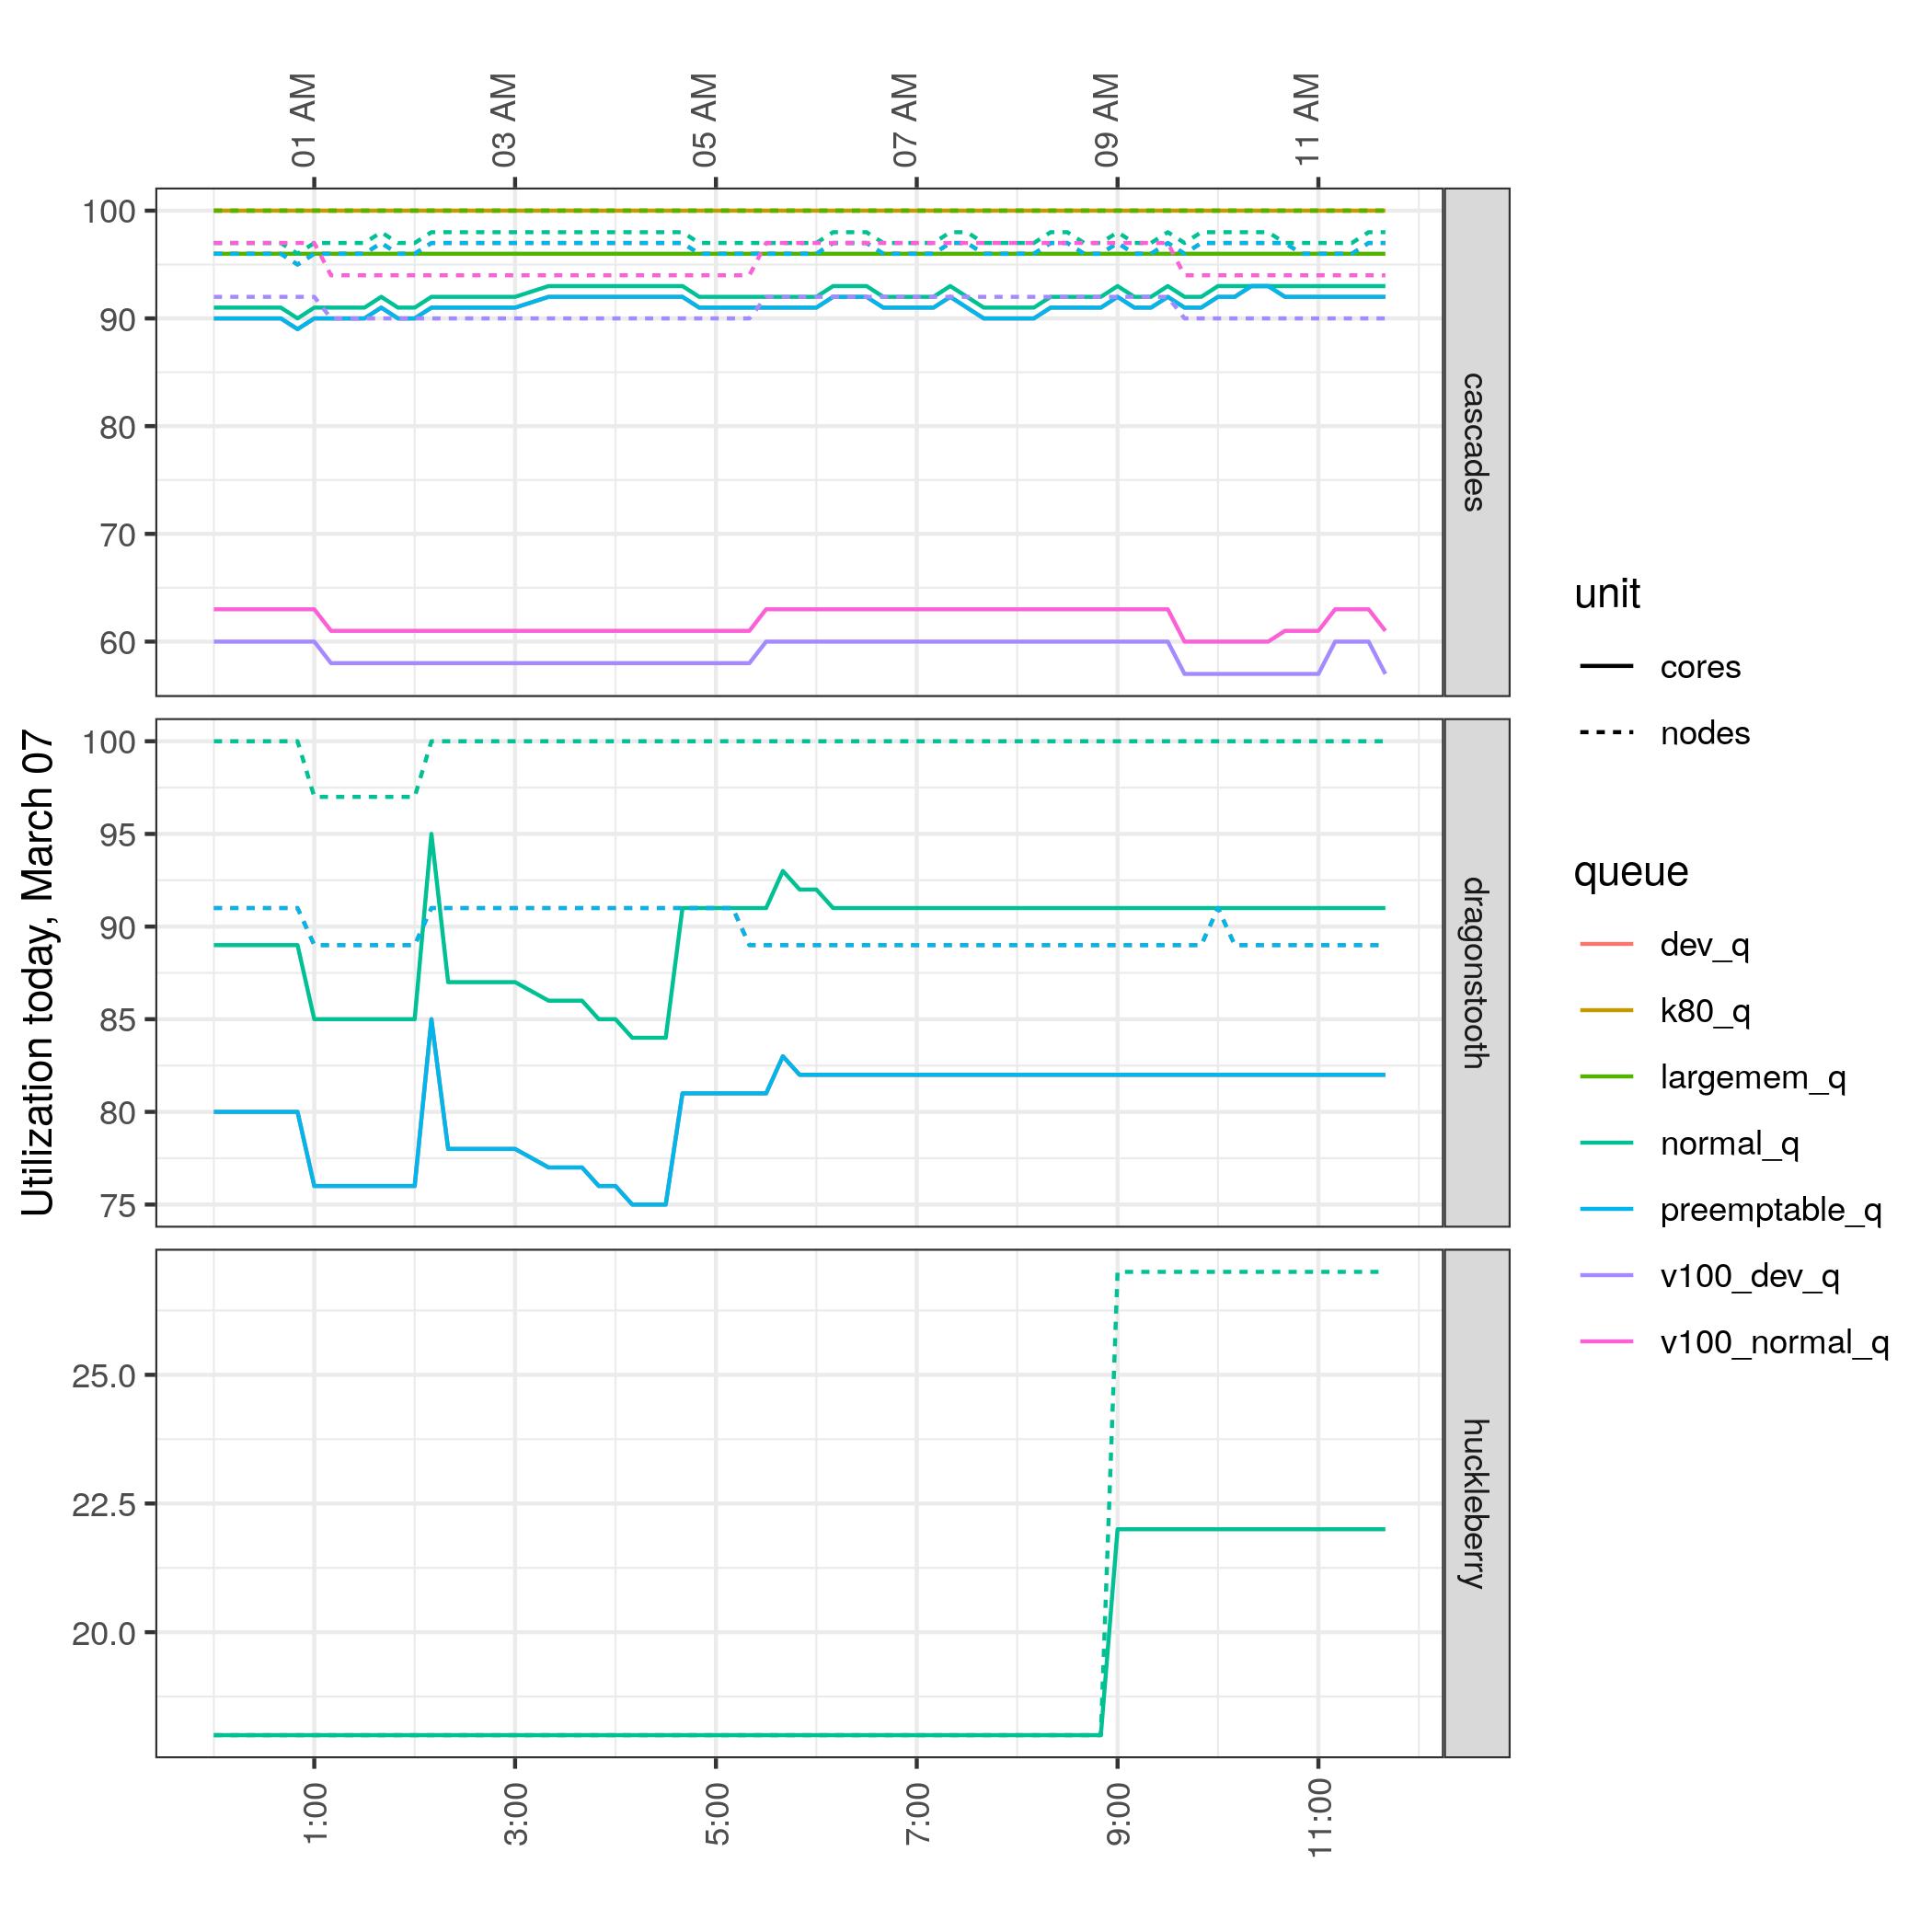 01 AM
03 AM
05 AM
07 AM
09 AM
11 AM
Utilization today, March 07
100
90
80
70
60
cascades
100
95
90
85
80
75
dragonstooth
25.0
22.5
20.0
huckleberry
1:00
3:00
5:00
7:00
9:00
11:00
unit
cores
nodes
queue
dev_q
k80_q
largemem_q
normal_q
preemptable_q
v100_dev_q
v100_normal_q